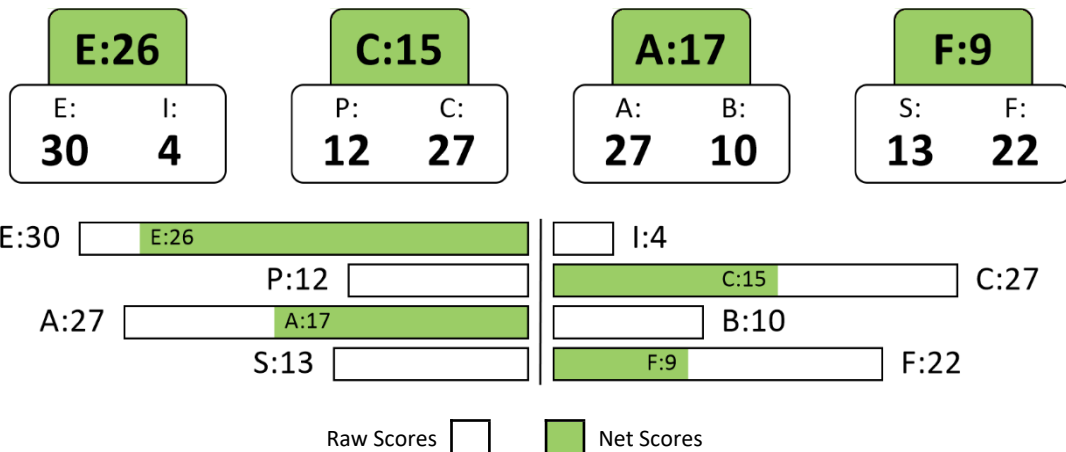 E:26 C:15 A:17 F:9
E: I: P: C: A: B: S: F:
30 4 12 27 27 10 13 22
E:30 E:26 I:4
P:12 C:15 C:27
A:27 A:17 B:10
S:13 F:9 F:22
Raw Scores Net Scores